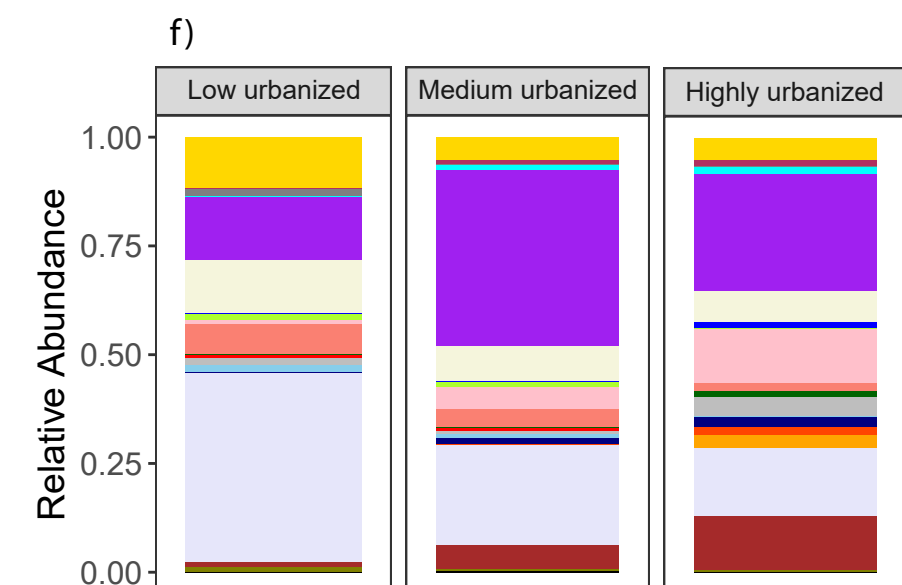 f)
Low urbanized
Medium urbanized
Highly urbanized
Relative Abundance
1.00
0.75
0.50
0.25
0.00